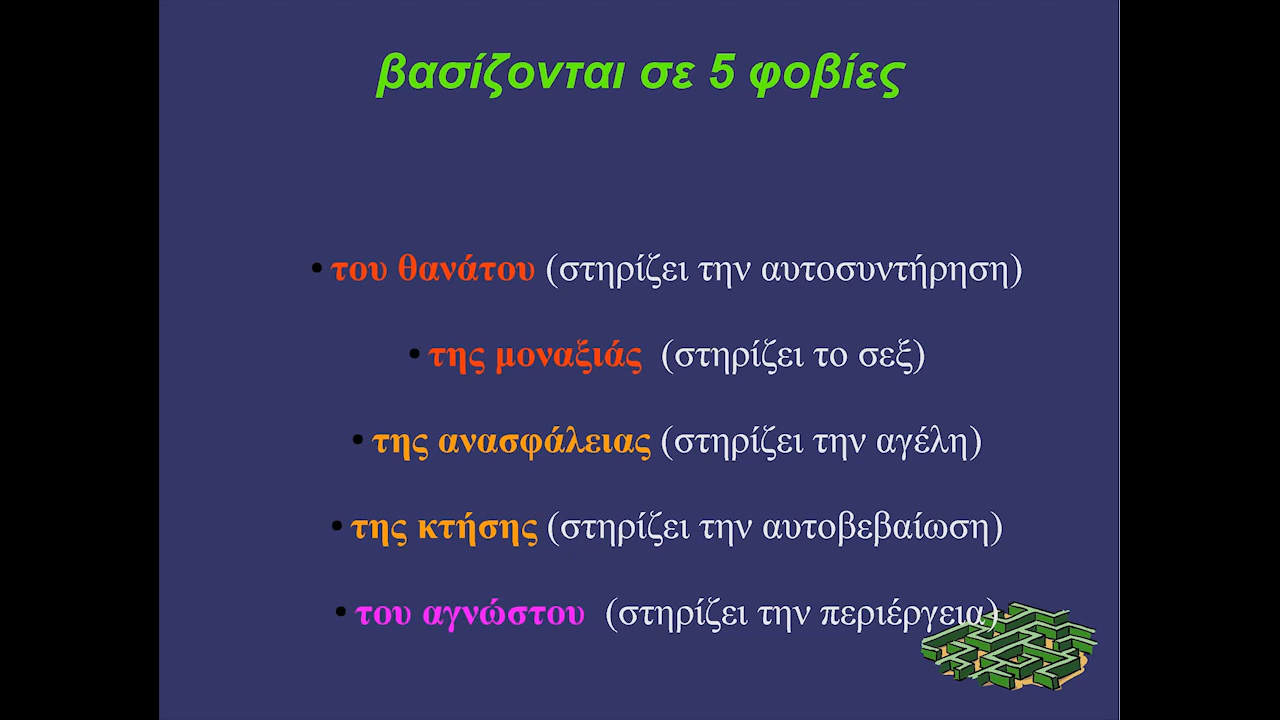 βασίζονται σε 5 φοβίες
• του θανάτου (στηρίζει την αυτοσυντήρηση)
• της μοναξιάς (στηρίζει το σεξ)
• της ανασφάλειας (στηρίζει την αγέλη)
• της κτήσης (στηρίζει την αυτοβεβαίωση)
• του αγνώστου (στηρίζει την περιέργεια)